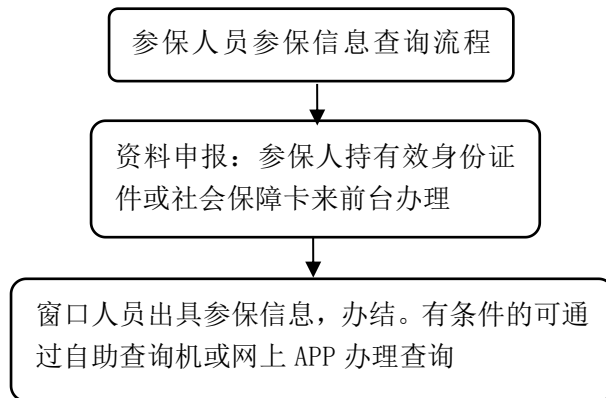 参保人员参保信息查询流程
资料申报：参保人持有效身份证
件或社会保障卡来前台办理
窗口人员出具参保信息，办结。有条件的可通
过自助查询机或网上 APP 办理查询